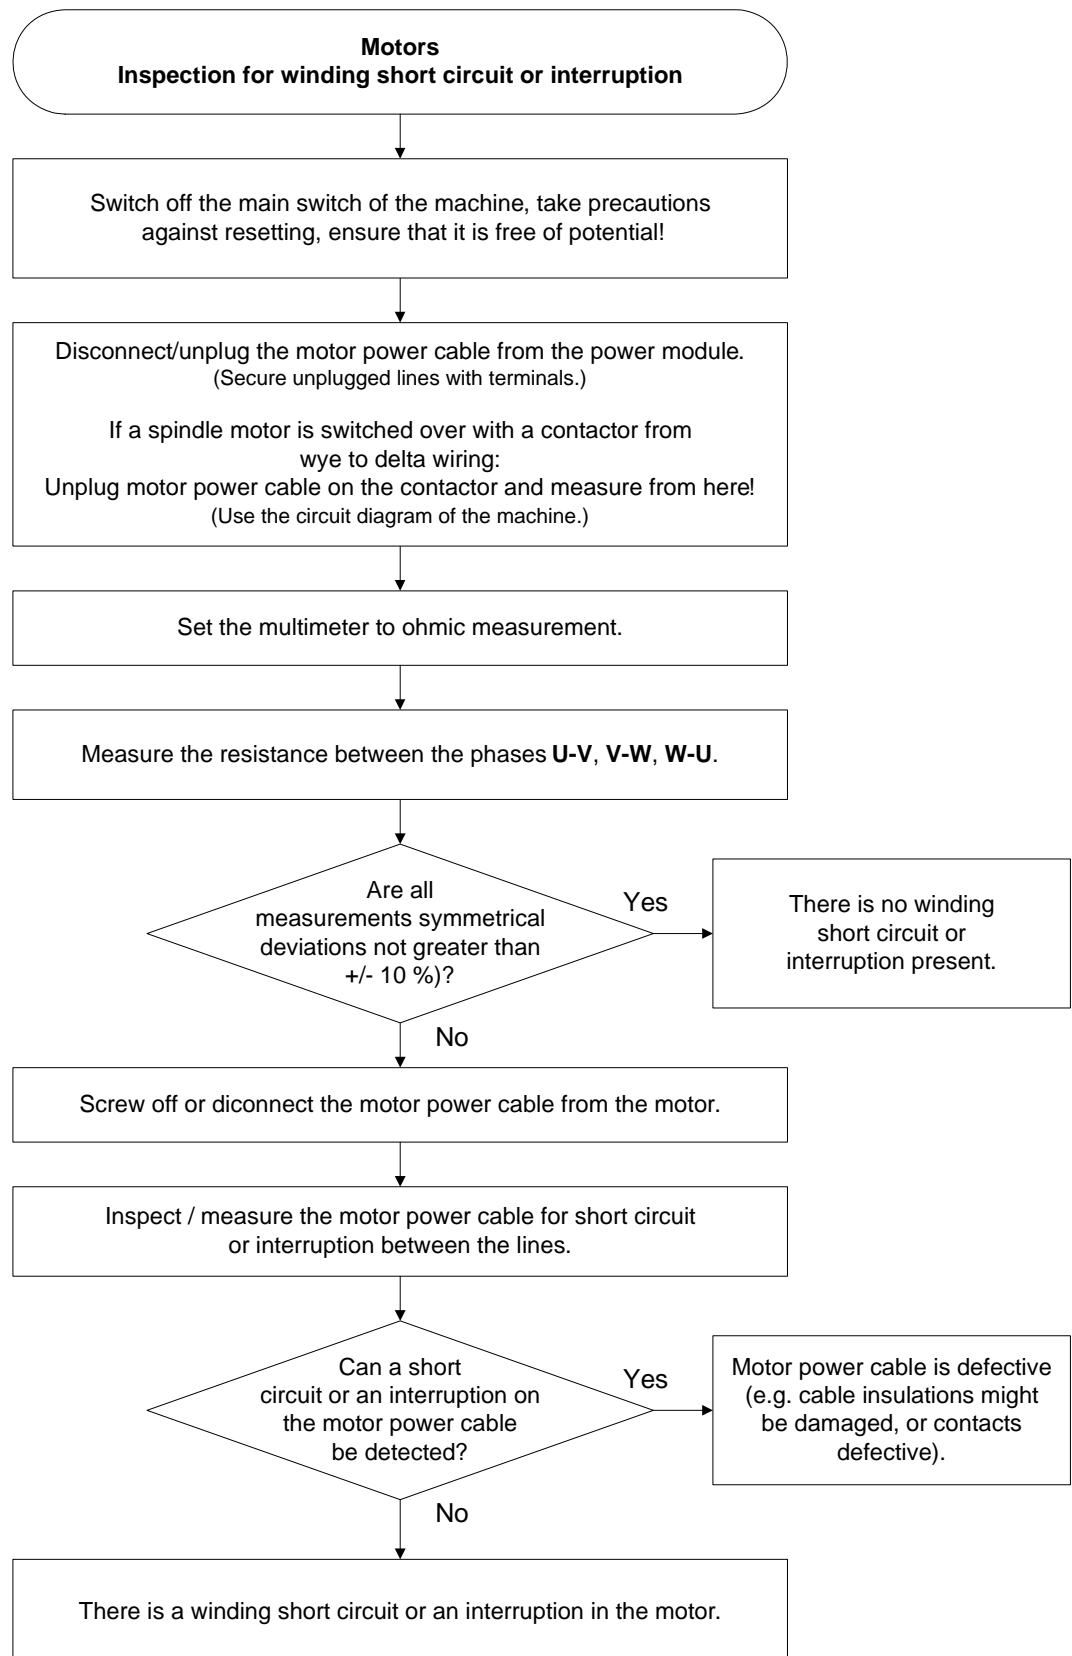 Motors
Inspection for winding short circuit or interruption
Switch off the main switch of the machine, take precautions
against resetting, ensure that it is free of potential!
Disconnect/unplug the motor power cable from the power module.
(Secure unplugged lines with terminals.)
If a spindle motor is switched over with a contactor from
wye to delta wiring:
Unplug motor power cable on the contactor and measure from here!
(Use the circuit diagram of the machine.)
Set the multimeter to ohmic measurement.
Measure the resistance between the phases U-V, V-W, W-U.
Are all
measurements symmetrical
deviations not greater than
+/- 10 %)?
Yes
There is no winding
short circuit or
interruption present.
No
Screw off or diconnect the motor power cable from the motor.
Inspect / measure the motor power cable for short circuit
or interruption between the lines.
Can a short
circuit or an interruption on
the motor power cable
be detected?
Yes
Motor power cable is defective
(e.g. cable insulations might
be damaged, or contacts
defective).
No
There is a winding short circuit or an interruption in the motor.